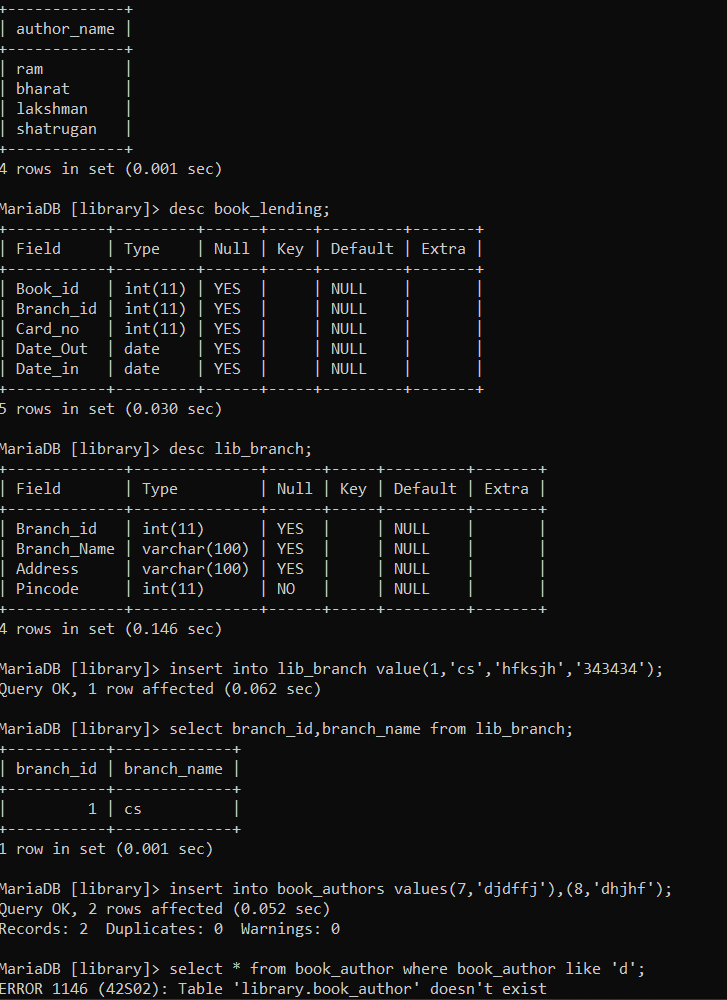 +-------------+
| author_name |
+-------------+
| ram         |
| bharat      |
| lakshman    |
| shatrugan   |
+-------------+
4 rows in set (0.001 sec)

MariaDB [library]> desc book_lending;
+-----------+---------+------+-----+---------+-------+
| Field     | Type    | Null | Key | Default | Extra |
+-----------+---------+------+-----+---------+-------+
| Book_id   | int(11) | YES  |     | NULL    |       |
| Branch_id | int(11) | YES  |     | NULL    |       |
| Card_no   | int(11) | YES  |     | NULL    |       |
| Date_Out  | date    | YES  |     | NULL    |       |
| Date_in   | date    | YES  |     | NULL    |       |
+-----------+---------+------+-----+---------+-------+
5 rows in set (0.030 sec)

MariaDB [library]> desc lib_branch;
+-------------+--------------+------+-----+---------+-------+
| Field       | Type         | Null | Key | Default | Extra |
+-------------+--------------+------+-----+---------+-------+
| Branch_id   | int(11)      | YES  |     | NULL    |       |
| Branch_Name | varchar(100) | YES  |     | NULL    |       |
| Address     | varchar(100) | YES  |     | NULL    |       |
| Pincode     | int(11)      | NO   |     | NULL    |       |
+-------------+--------------+------+-----+---------+-------+
4 rows in set (0.146 sec)

MariaDB [library]> insert into lib_branch value(1,'cs','hfksjh','343434');
Query OK, 1 row affected (0.062 sec)

MariaDB [library]> select branch_id,branch_name from lib_branch;
+-----------+-------------+
| branch_id | branch_name |
+-----------+-------------+
|         1 | cs          |
+-----------+-------------+
1 row in set (0.001 sec)

MariaDB [library]> insert into book_authors values(7,'djdffj'),(8,'dhjhf');
Query OK, 2 rows affected (0.052 sec)
Records: 2  Duplicates: 0  Warnings: 0

MariaDB [library]> select * from book_author where book_author like 'd';
ERROR 1146 (42S02): Table 'library.book_author' doesn't exist